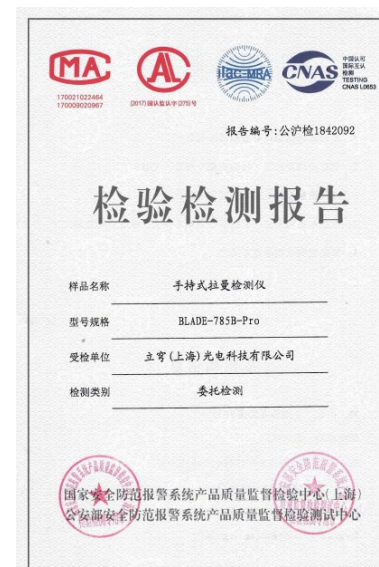 MA
170021022464
170009020967
AL
(2017)国认监认字(275)号
ilac-MRA
CNAS
中国认可
国际互认
检测
TESTING
CNAS L0653
报告编号:公沪检1842092
检验检测报告
样品名称 手持式拉曼检测仪
型号规格 BLADE-785B-Pro
受检单位 立穹(上海)光电科技有限公司
检测类别 委托检测
国家安全防范报警系统产品质量监督检验中心(上海)
公安部安全防范报警系统产品质量监督检验测试中心